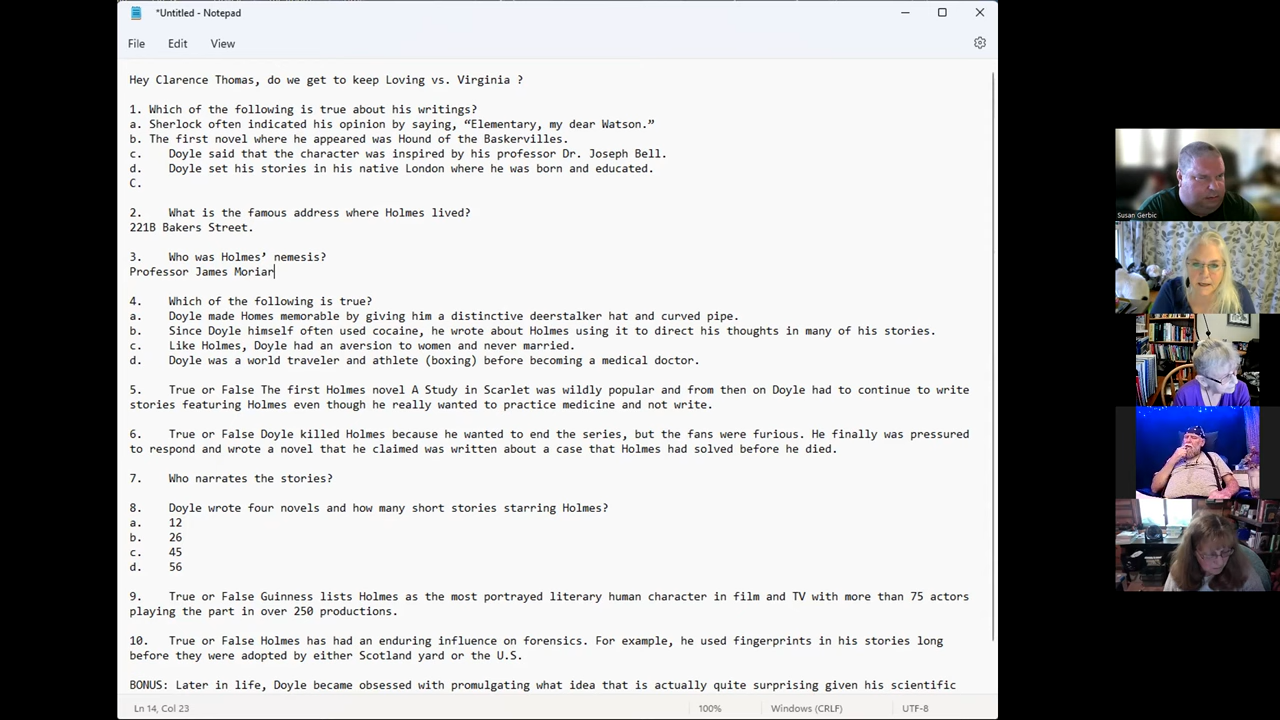 *Untitled - Notepad
File Edit View
Hey Clarence Thomas, do we get to keep Loving vs. Virginia ?
1. Which of the following is true about his writings?
a. Sherlock often indicated his opinion by saying, “Elementary, my dear Watson.”
b. The first novel where he appeared was Hound of the Baskervilles.
c. Doyle said that the character was inspired by his professor Dr. Joseph Bell.
d. Doyle set his stories in his native London where he was born and educated.
C.
2. What is the famous address where Holmes lived?
221B Bakers Street.
3. Who was Holmes’ nemesis?
Professor James Moriar
4. Which of the following is true?
a. Doyle made Homes memorable by giving him a distinctive deerstalker hat and curved pipe.
b. Since Doyle himself often used cocaine, he wrote about Holmes using it to direct his thoughts in many of his stories.
c. Like Holmes, Doyle had an aversion to women and never married.
d. Doyle was a world traveler and athlete (boxing) before becoming a medical doctor.
5. True or False The first Holmes novel A Study in Scarlet was wildly popular and from then on Doyle had to continue to write
stories featuring Holmes even though he really wanted to practice medicine and not write.
6. True or False Doyle killed Holmes because he wanted to end the series, but the fans were furious. He finally was pressured
to respond and wrote a novel that he claimed was written about a case that Holmes had solved before he died.
7. Who narrates the stories?
8. Doyle wrote four novels and how many short stories starring Holmes?
a. 12
b. 26
c. 45
d. 56
9. True or False Guinness lists Holmes as the most portrayed literary human character in film and TV with more than 75 actors
playing the part in over 250 productions.
10. True or False Holmes has had an enduring influence on forensics. For example, he used fingerprints in his stories long
before they were adopted by either Scotland yard or the U.S.
BONUS: Later in life, Doyle became obsessed with promulgating what idea that is actually quite surprising given his scientific
Ln 14, Col 23 100% Windows (CRLF) UTF-8
Susan Gerbic